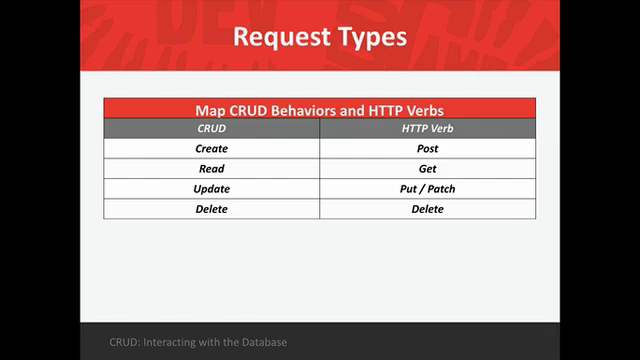 Request Types
Map CRUD Behaviors and HTTP Verbs
CRUD HTTP Verb
Create Post
Read Get
Update Put / Patch
Delete Delete
CRUD: Interacting with the Database